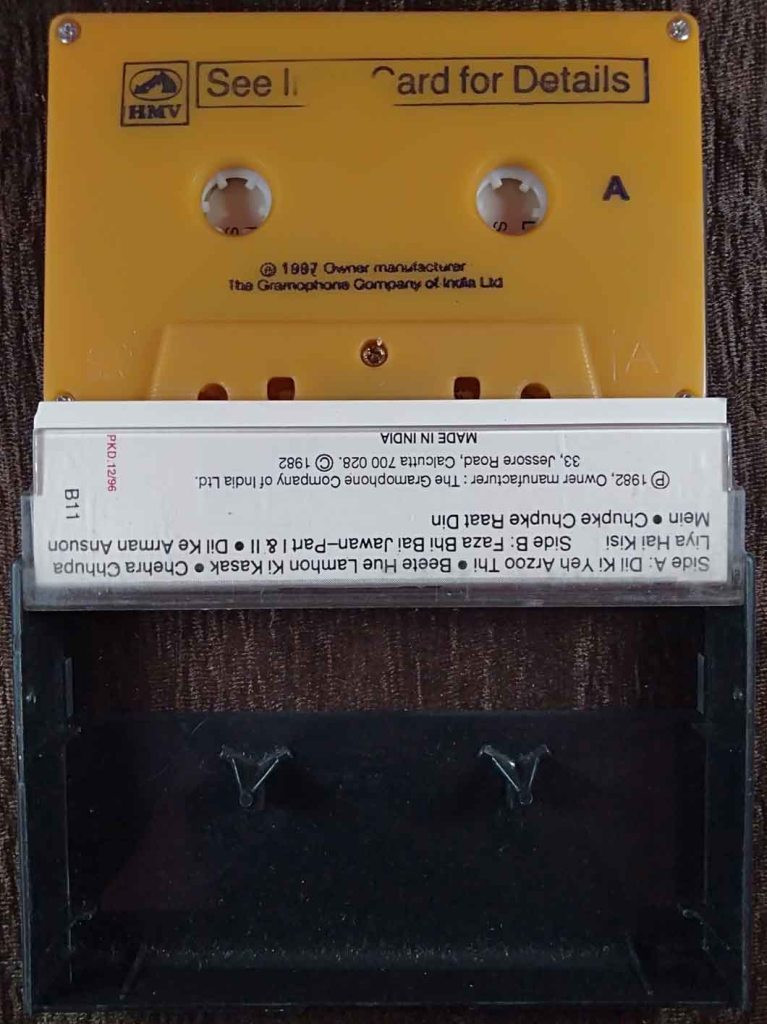 HMV
See I ard for Details
A
Ⓟ 1997 Owner manufacturer
The Gramophone Company of India Ltd
Side A: Dil Ki Yeh Arzoo Thi • Beete Hue Lamhon Ki Kasak • Chehra Chhupa
Liya Hai Kisi Side B: Faza Bhi Bai Jawan–Part I & II • Dil Ke Arman Ansuon
Mein • Chupke Chupke Raat Din
Ⓟ 1982, Owner manufacturer : The Gramophone Company of India Ltd.
33, Jessore Road, Calcutta 700 028. © 1982
MADE IN INDIA
B11
PKD.12/96